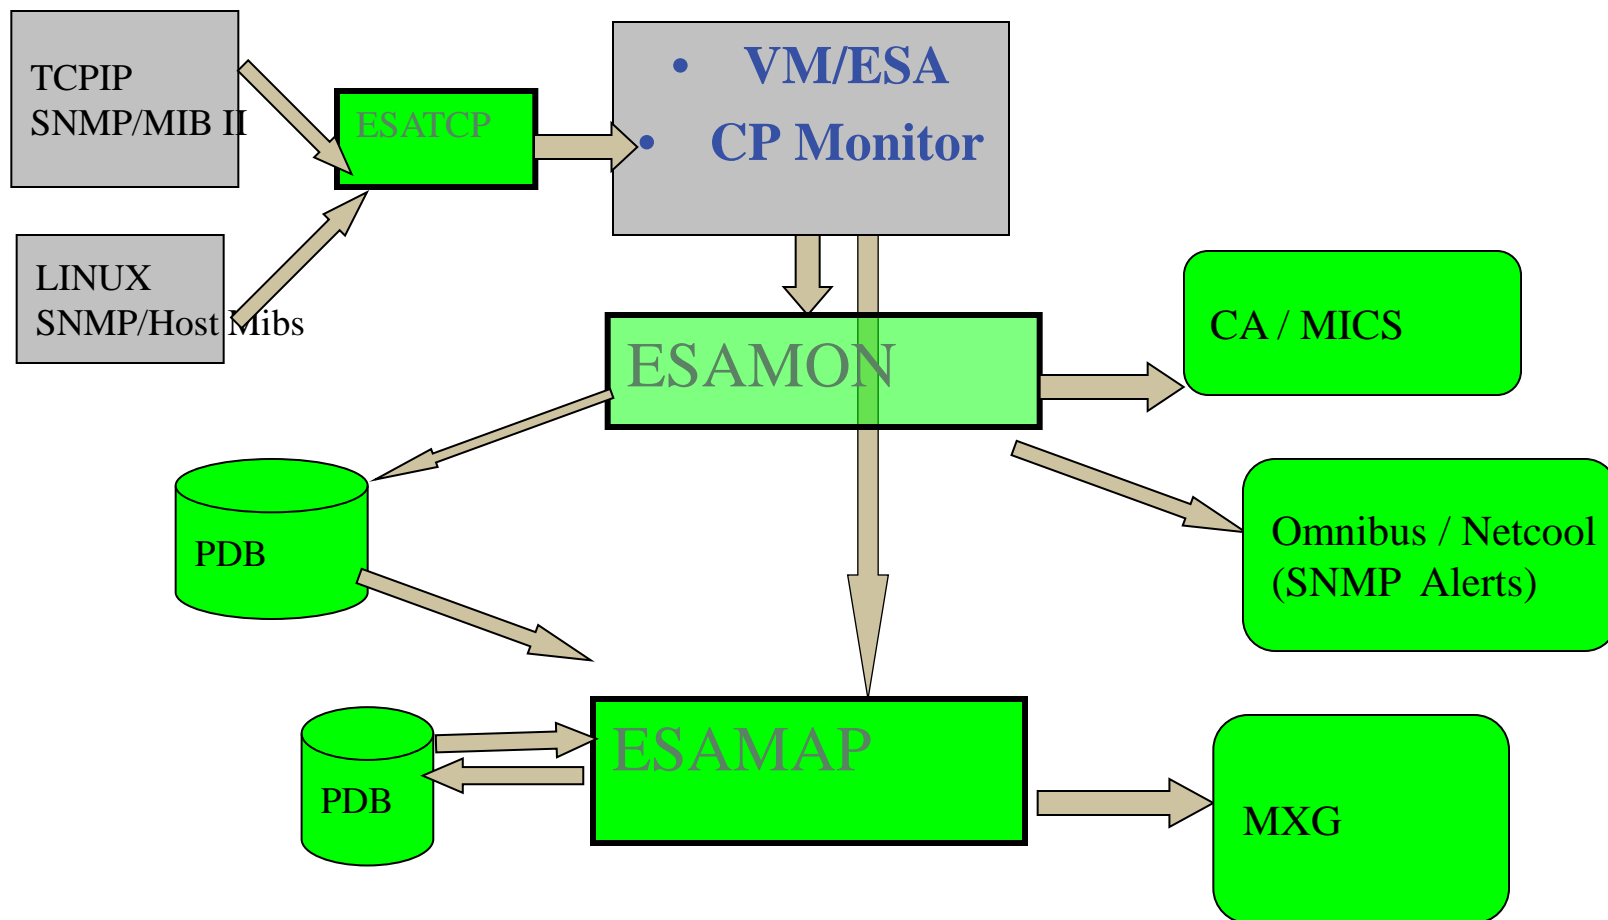 TCPIP
SNMP/MIB II
ESATCP
• VM/ESA
• CP Monitor
LINUX
SNMP/Host Mibs
ESAMON
CA / MICS
PDB
Omnibus / Netcool
(SNMP Alerts)
ESAMAP
PDB
MXG